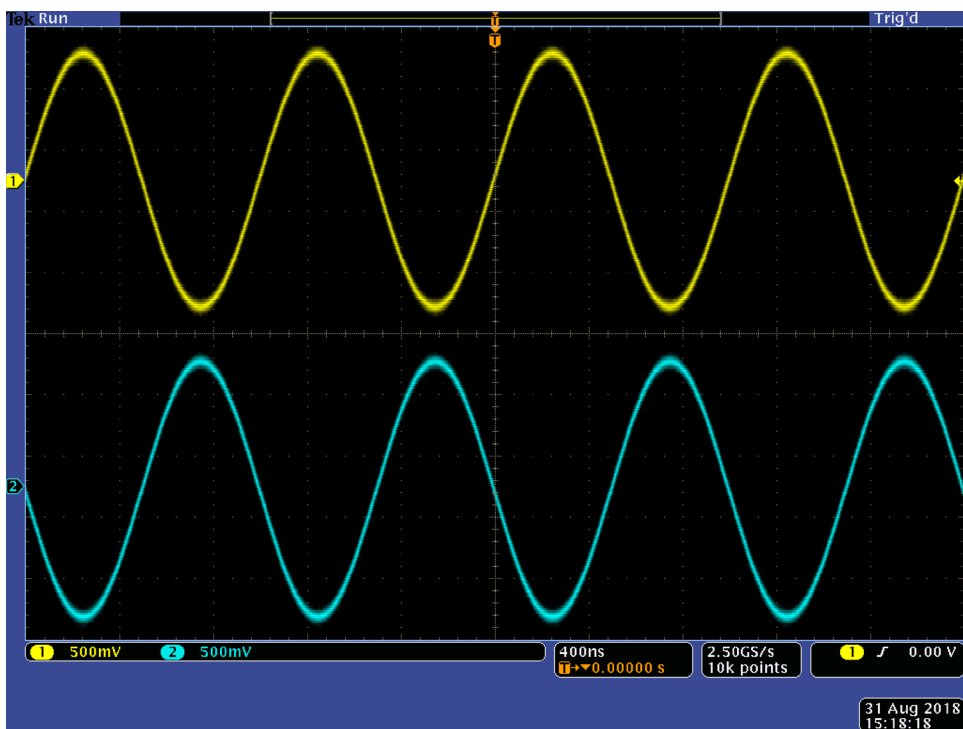 Tek Run Trig'd
T
T
1
2
1 500mV 2 500mV
400ns
T→▼0.00000 s
2.50GS/s
10k points
1 0.00 V
31 Aug 2018
15:18:18